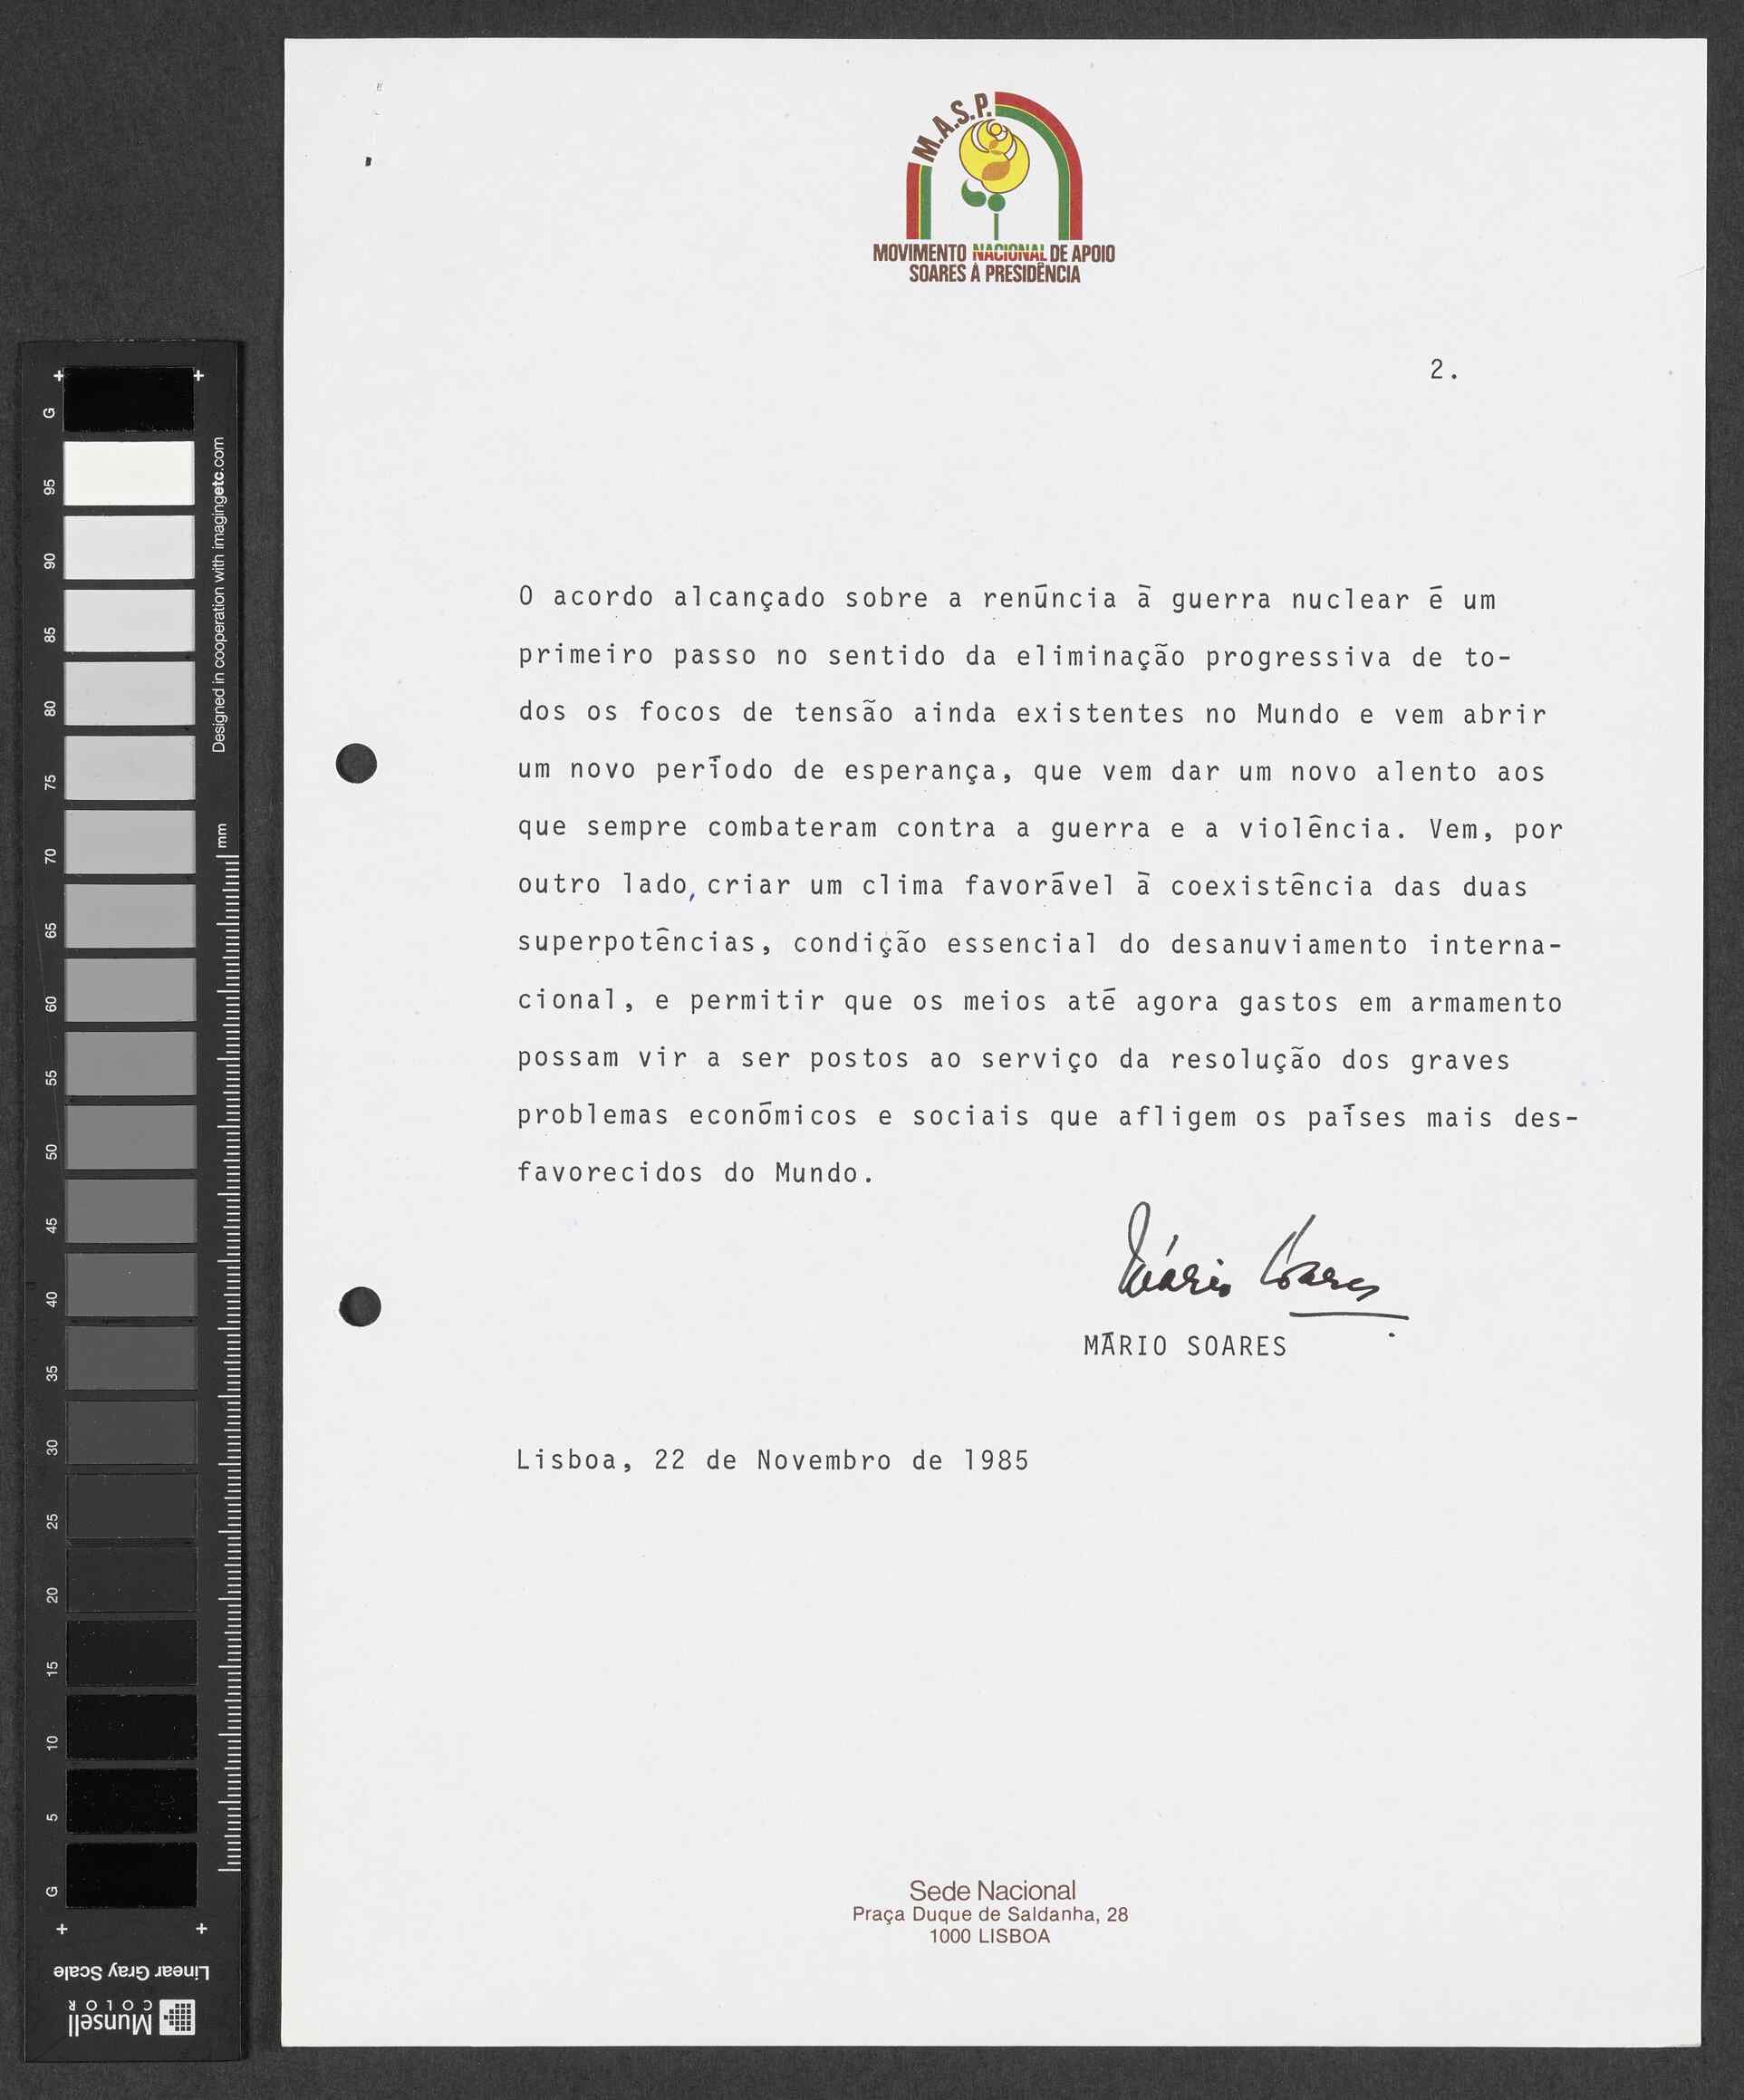 M.A.S.P.
MOVIMENTO NACIONAL DE APOIO
SOARES À PRESIDÊNCIA
2.
O acordo alcançado sobre a renúncia à guerra nuclear é um
primeiro passo no sentido da eliminação progressiva de to-
dos os focos de tensão ainda existentes no Mundo e vem abrir
um novo período de esperança, que vem dar um novo alento aos
que sempre combateram contra a guerra e a violência. Vem, por
outro lado, criar um clima favorável à coexistência das duas
superpotências, condição essencial do desanuviamento interna-
cional, e permitir que os meios até agora gastos em armamento
possam vir a ser postos ao serviço da resolução dos graves
problemas económicos e sociais que afligem os países mais des-
favorecidos do Mundo.
Mário Soares
MÁRIO SOARES
Lisboa, 22 de Novembro de 1985
Sede Nacional
Praça Duque de Saldanha, 28
1000 LISBOA
G
95
90
85
80
75
70
65
60
55
50
45
40
35
30
25
20
15
10
5
G
Designed in cooperation with imagingetc.com
mm
Linear Gray Scale
Munsell
COLOR